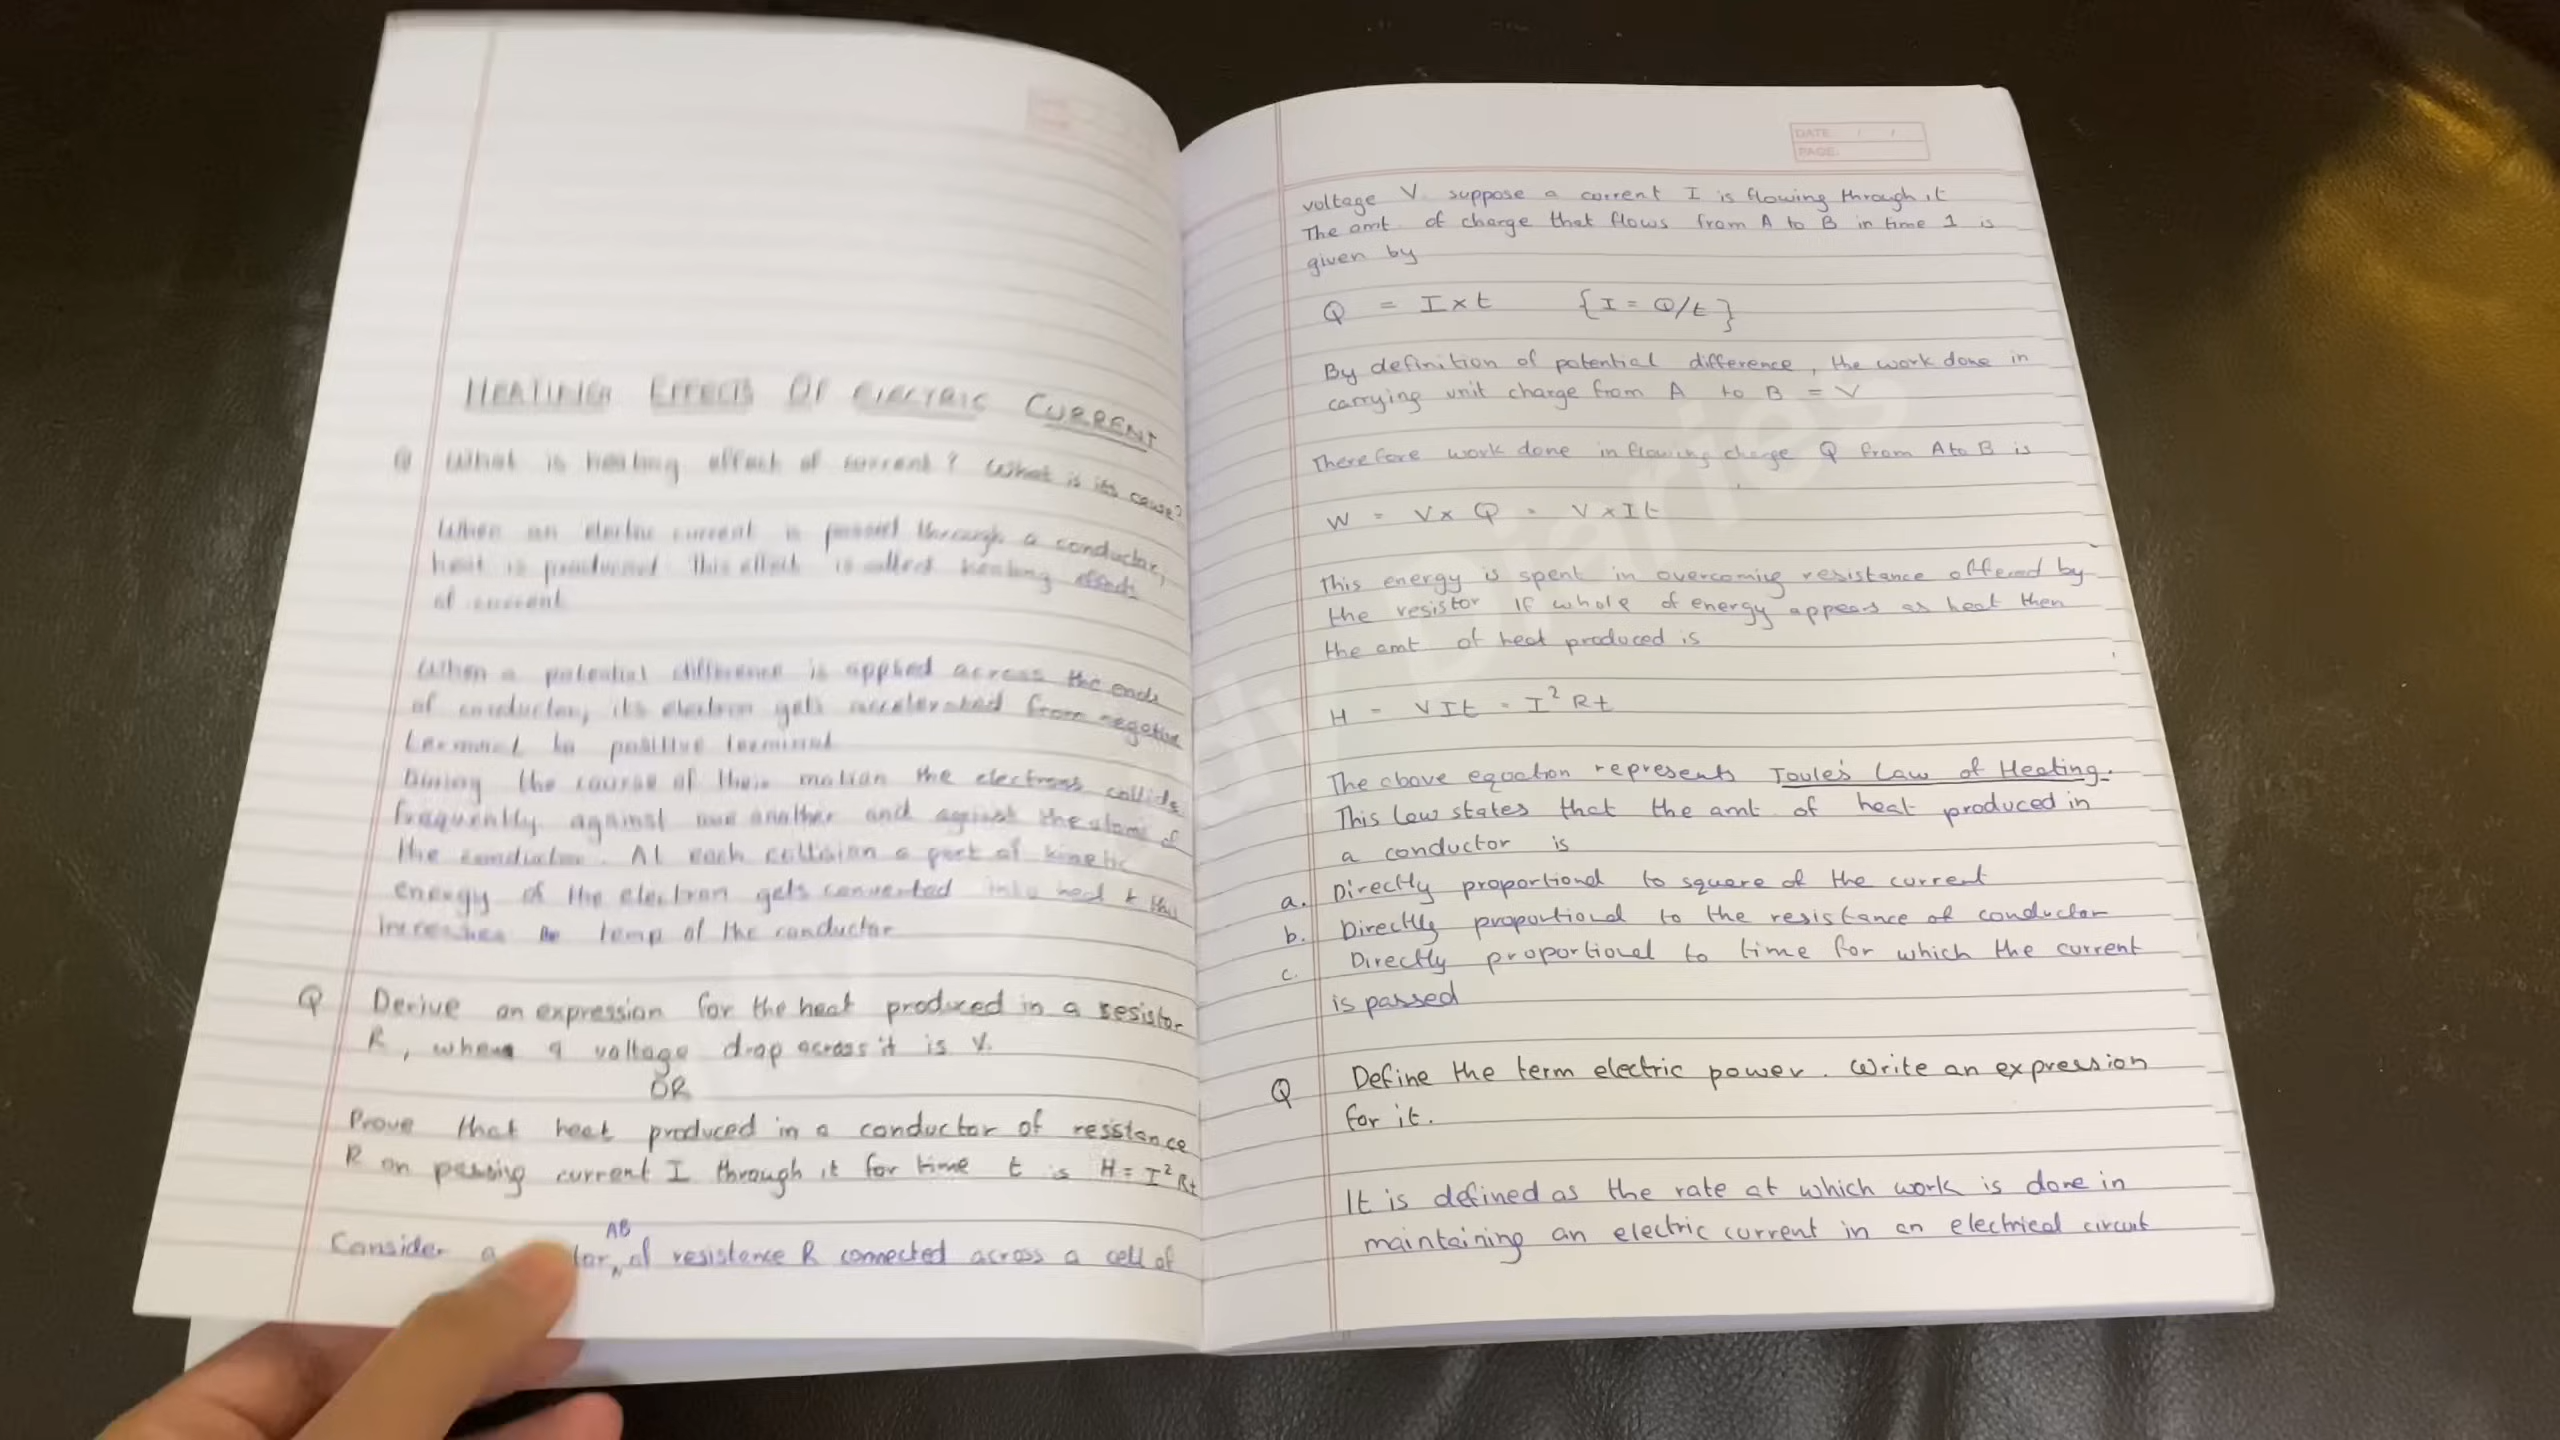 HEATING EFFECTS OF ELECTRIC CURRENT
Q What is heating effect of current? What is its cause?
When an electric current is passed through a conductor,
heat is produced This effect is called heating effect
of current
When a potential difference is applied across the ends
of conductor, its electron gets accelerated from negative
terminal to positive terminal
During the course of their motion the electrons collide
frequently against one another and against the atoms of
the conductor. At each collision a part of kinetic
energy of the electron gets converted into heat & this
increases temp of the conductor
Q Derive an expression for the heat produced in a resistor
R, when a voltage drop across it is V.
OR
Prove that heat produced in a conductor of resistance
R on passing current I through it for time t is H = I² Rt
AB
Consider a tor of resistance R connected across a cell of
DATE / /
PAGE
voltage V. suppose a current I is flowing through it
The amt. of charge that flows from A to B in time 1 is
given by
Q = I x t {I = Q/t}
By definition of potential difference, the work done in
carrying unit charge from A to B = V
Therefore work done in flowing charge Q from A to B is
W = V x Q = V x It
This energy is spent in overcoming resistance offered by
the resistor If whole of energy appears as heat then
the amt of heat produced is
H = VIt = I² Rt
The above equation represents Joule's Law of Heating.
This law states that the amt. of heat produced in
a conductor is
a. Directly proportional to square of the current
b. Directly proportional to the resistance of conductor
c. Directly proportional to time for which the current
is passed
Q Define the term electric power. Write an expression
for it.
It is defined as the rate at which work is done in
maintaining an electric current in an electrical circuit
Diaries